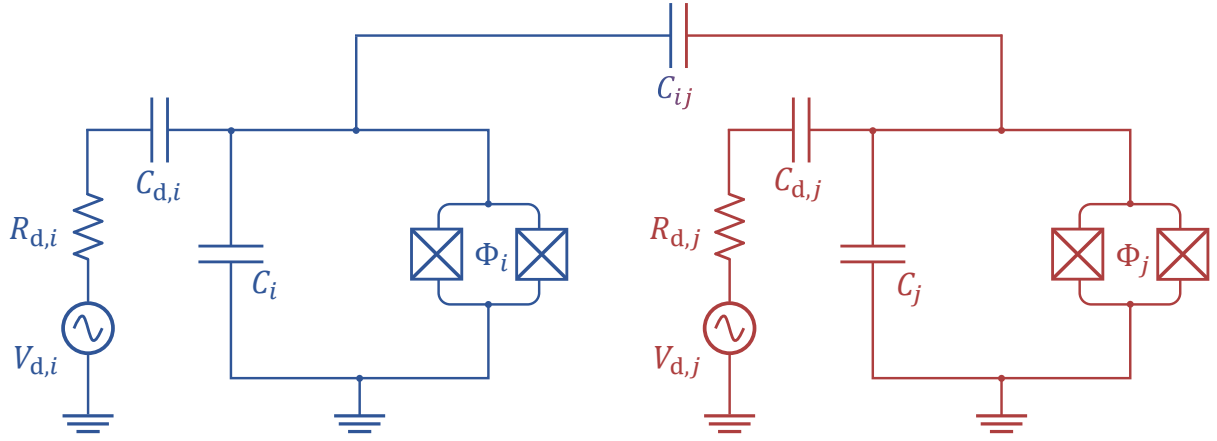 C_{ij}
C_{d,i}
C_{d,j}
R_{d,i}
Φ_i
R_{d,j}
Φ_j
C_i
C_j
V_{d,i}
V_{d,j}